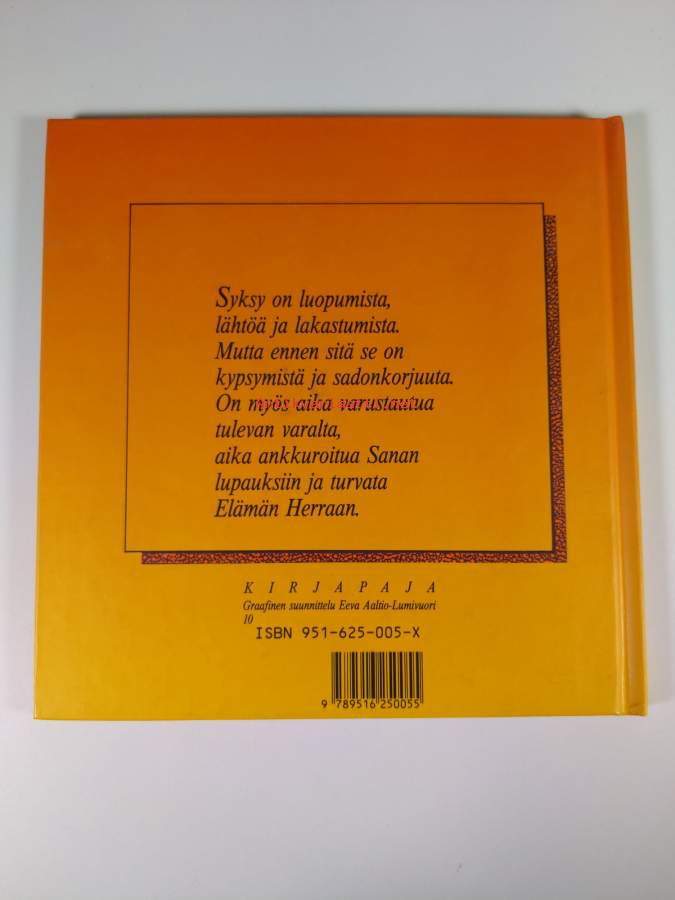 Syksy on luopumista,
lähtöä ja lakastumista.
Mutta ennen sitä se on
kypsymistä ja sadonkorjuuta.
On myös aika varustautua
tulevan varalta,
aika ankkuroitua Sanan
lupauksiin ja turvata
Elämän Herraan.
KIRJAPAJA
Graafinen suunnittelu Eeva Aaltio-Lumivuori
10
ISBN 951-625-005-X
9 789516 250055